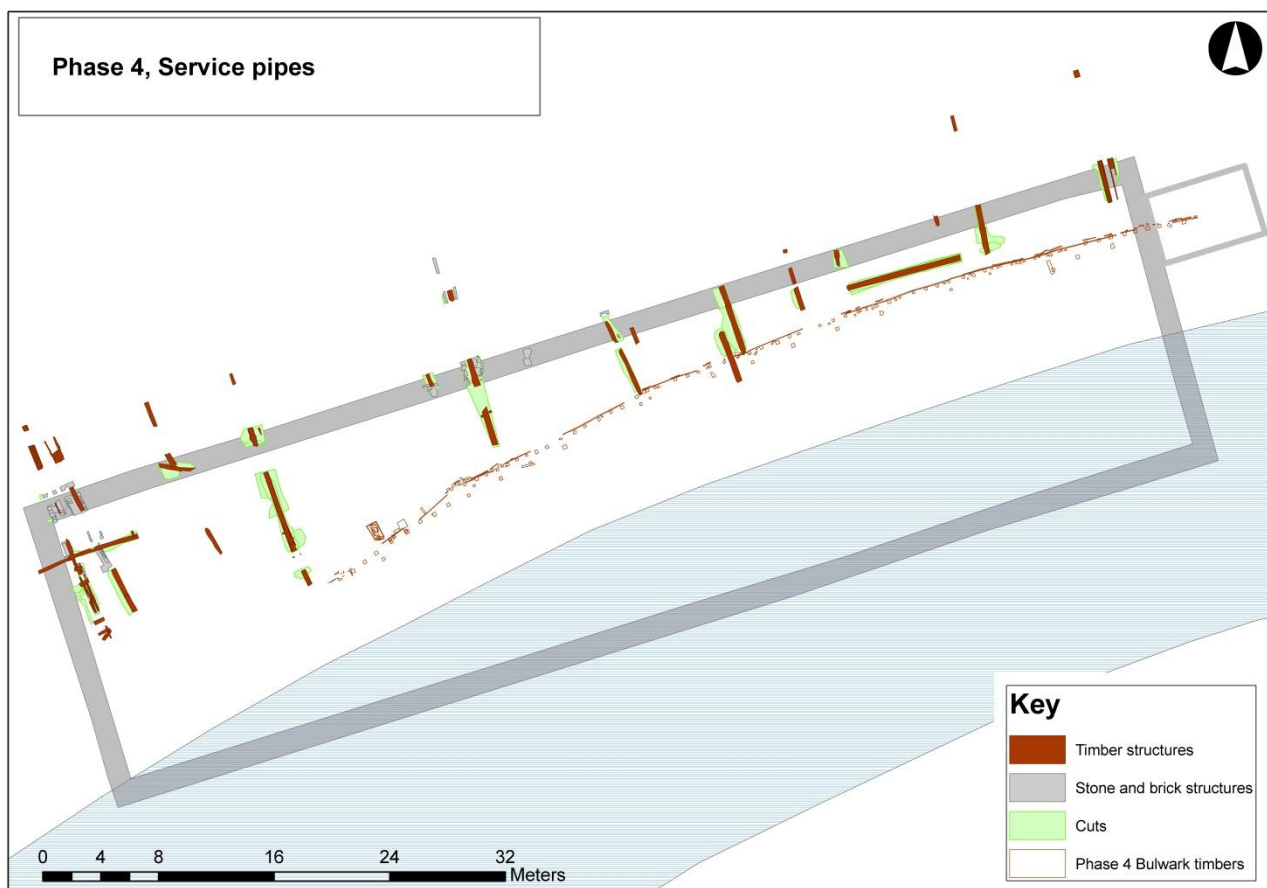 Phase 4, Service pipes
Key
Timber structures
Stone and brick structures
Cuts
Phase 4 Bulwark timbers
0 4 8 16 24 32
Meters